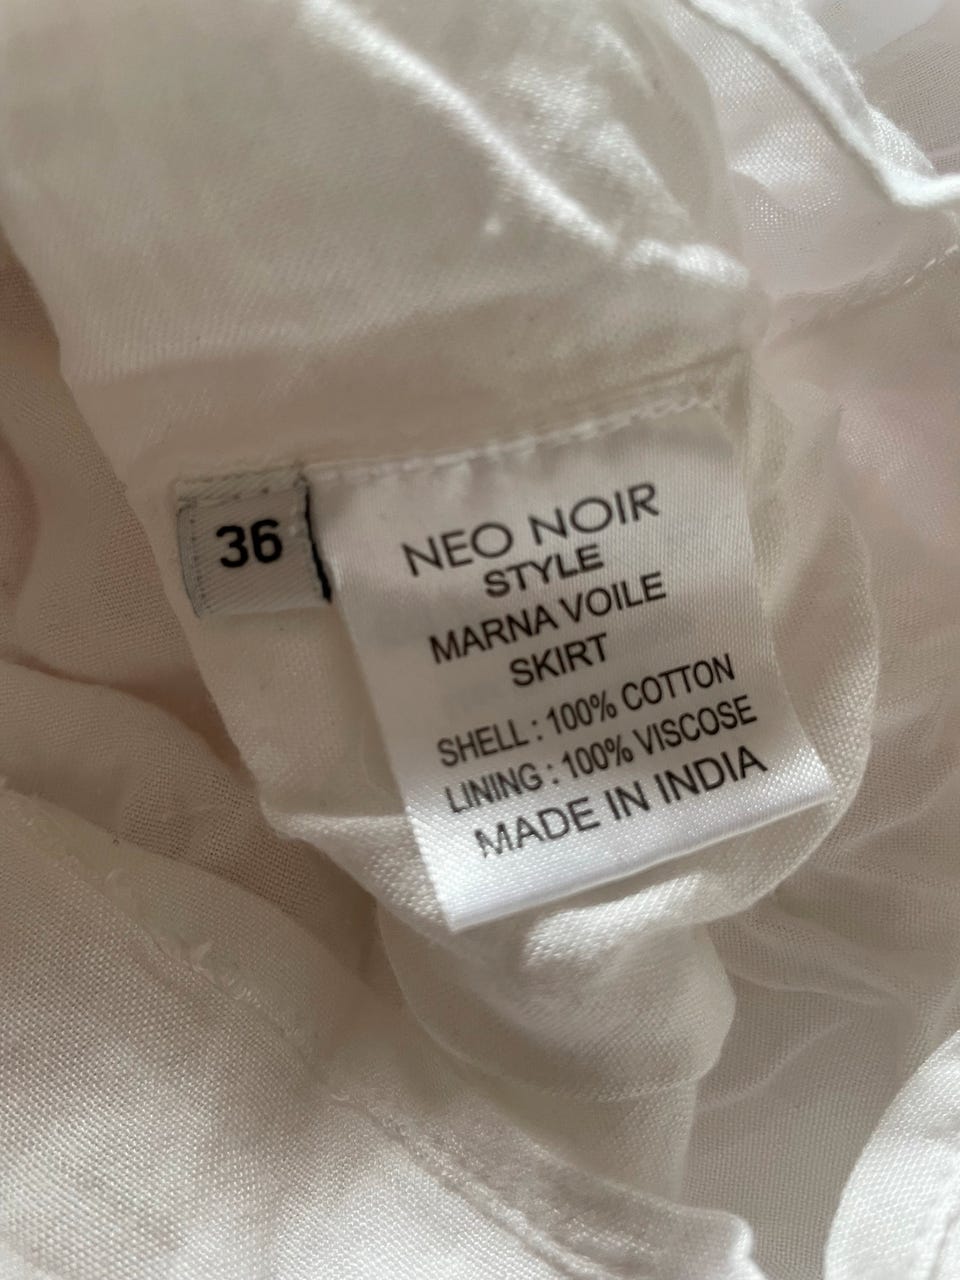 36
NEO NOIR
STYLE
MARNA VOILE
SKIRT
SHELL : 100% COTTON
LINING : 100% VISCOSE
MADE IN INDIA